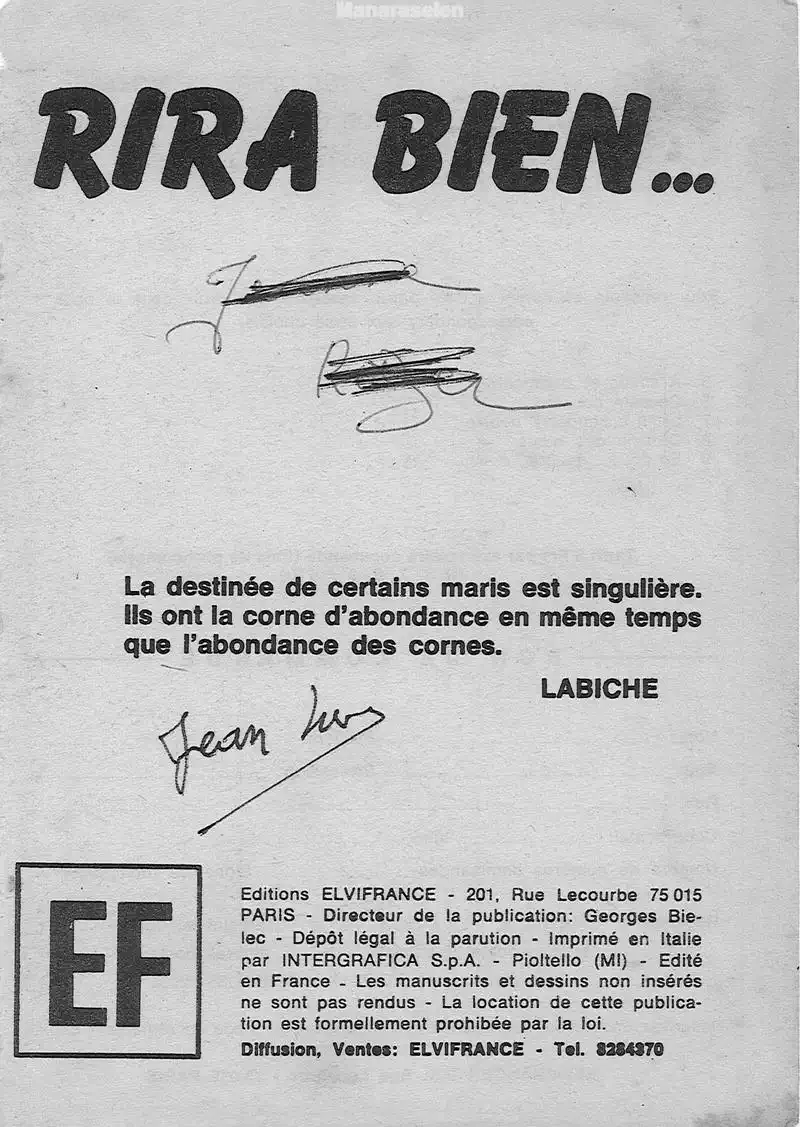 Manaraselon
RIRA BIEN...
La destinée de certains maris est singulière.
Ils ont la corne d'abondance en même temps
que l'abondance des cornes.
LABICHE
Jean Luc
EF
Editions ELVIFRANCE - 201, Rue Lecourbe 75 015
PARIS - Directeur de la publication: Georges Bie-
lec - Dépôt légal à la parution - Imprimé en Italie
par INTERGRAFICA S.p.A. - Pioltello (MI) - Edité
en France - Les manuscrits et dessins non insérés
ne sont pas rendus - La location de cette publica-
tion est formellement prohibée par la loi.
Diffusion, Ventes: ELVIFRANCE - Tel. 8284370